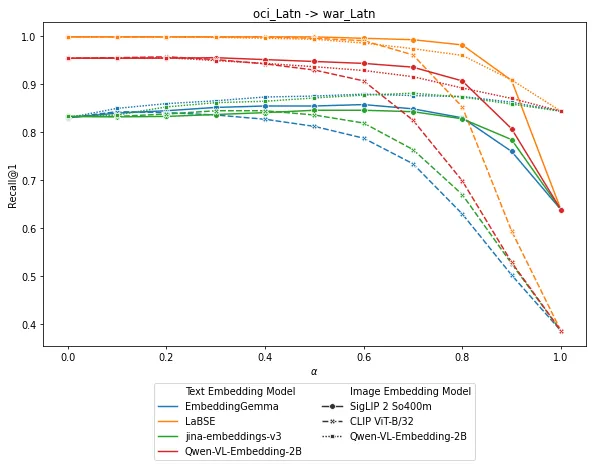 oci_Latn -> war_Latn
Recall@1
1.0
0.9
0.8
0.7
0.6
0.5
0.4
0.0
0.2
0.4
0.6
0.8
1.0
α
Text Embedding Model
EmbeddingGemma
LaBSE
jina-embeddings-v3
Qwen-VL-Embedding-2B
Image Embedding Model
SigLIP 2 So400m
CLIP ViT-B/32
Qwen-VL-Embedding-2B